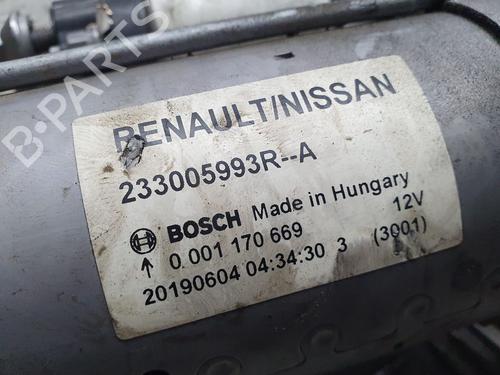 RENAULT/NISSAN
233005993R--A
BOSCH Made in Hungary
0 001 170 669 12V
20190604 04:34:30 3 (3001)
B-PARTS